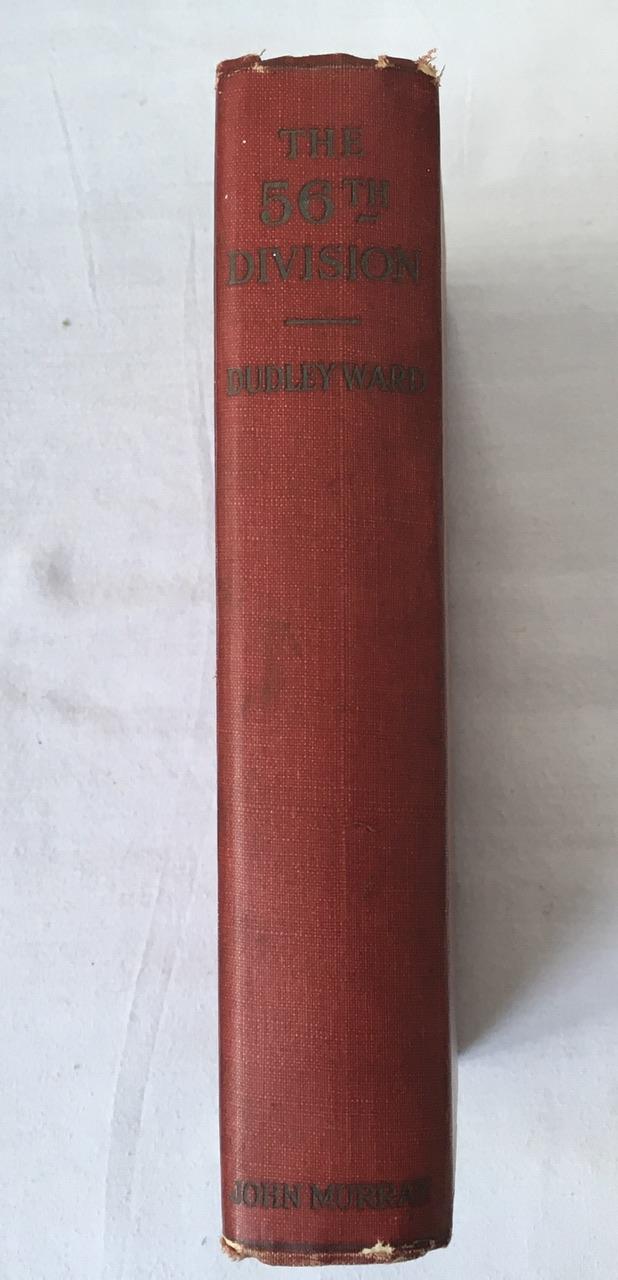 THE
56TH
DIVISION
DUDLEY WARD
JOHN MURRAY